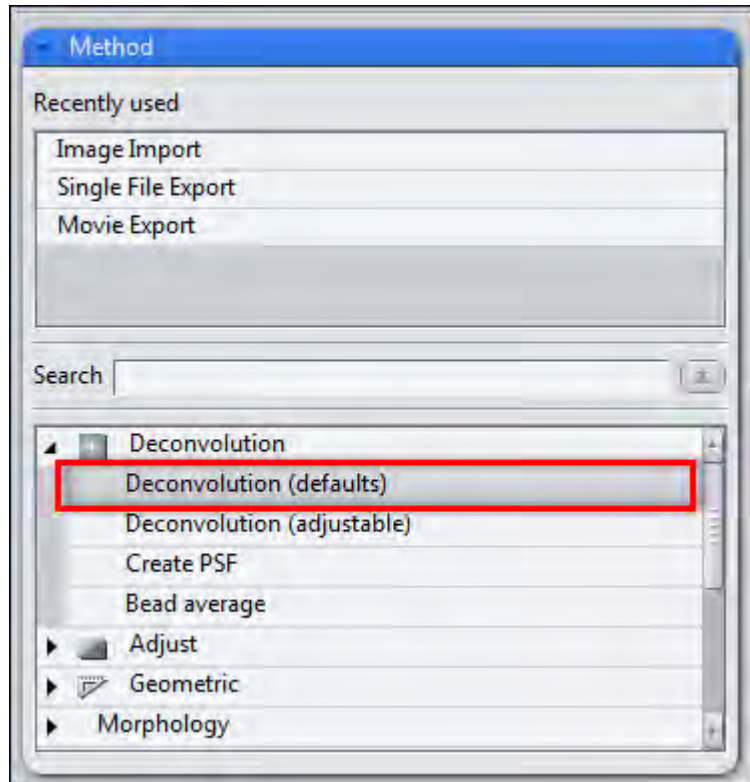 Method
Recently used
Image Import
Single File Export
Movie Export
Search
Deconvolution
Deconvolution (defaults)
Deconvolution (adjustable)
Create PSF
Bead average
Adjust
Geometric
Morphology